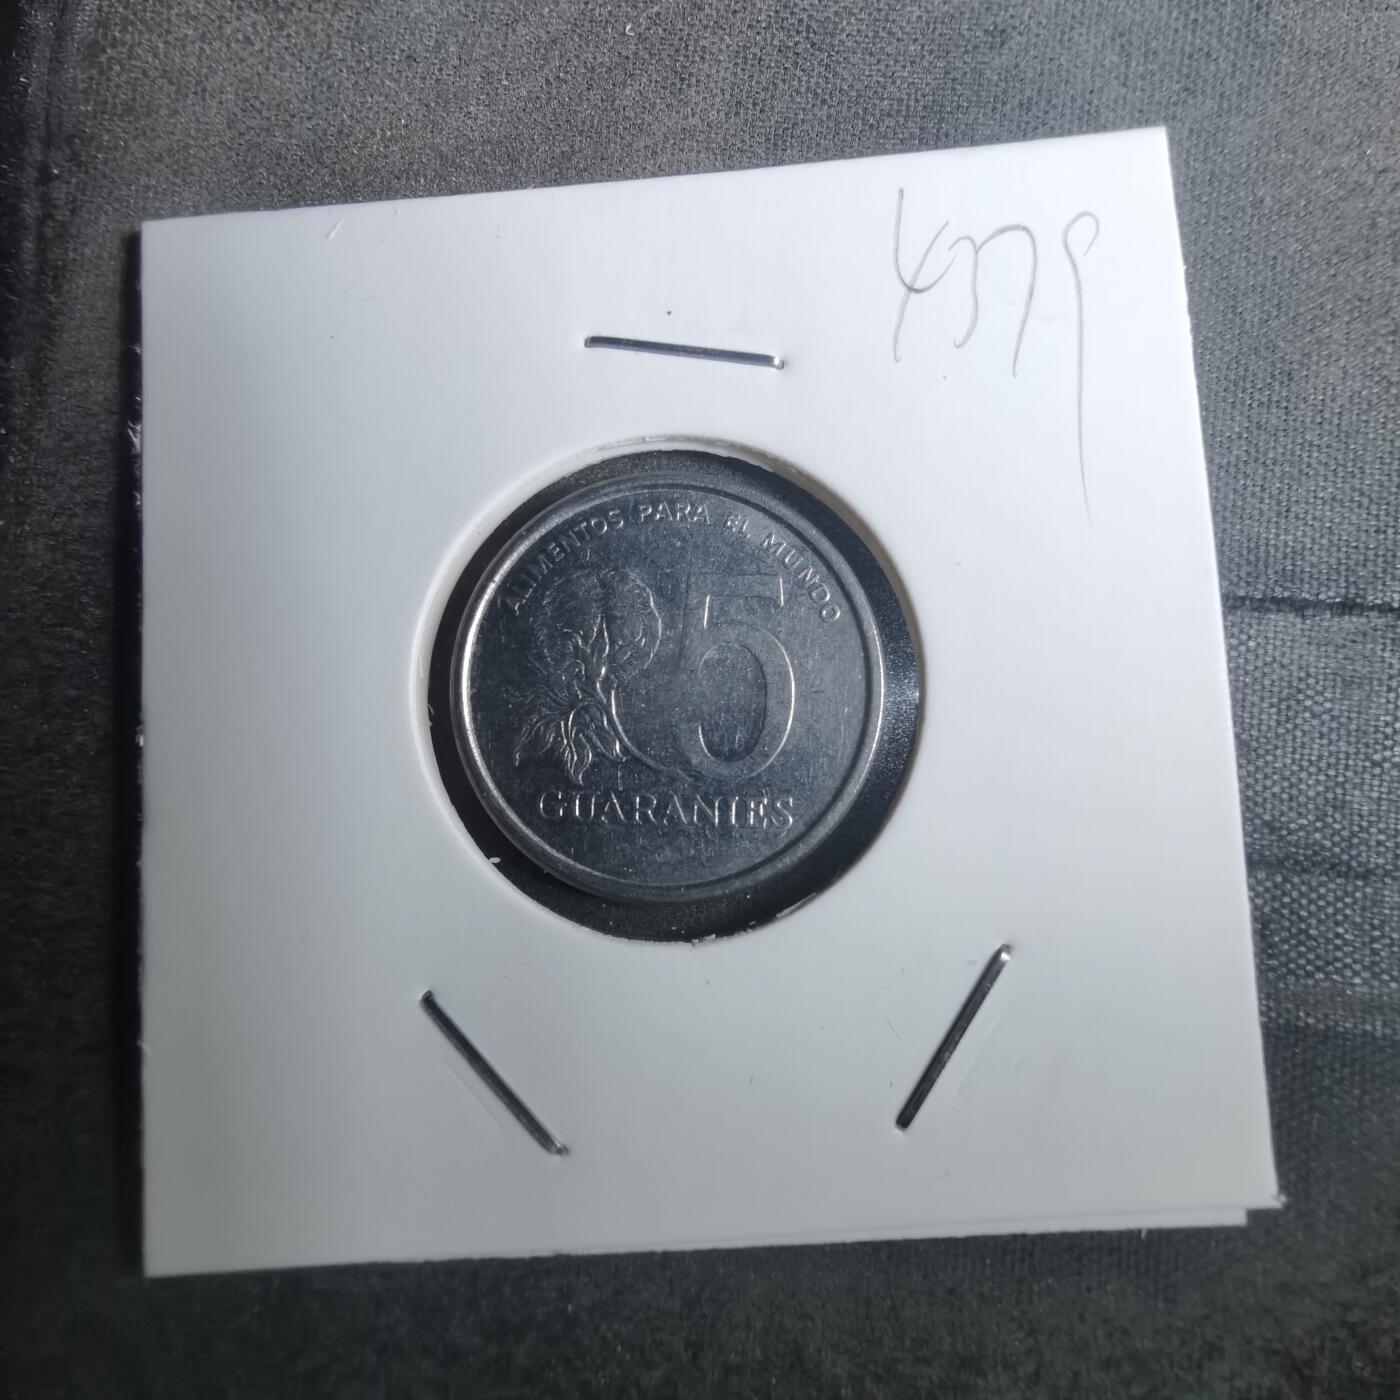 ALIMENTOS PARA EL MUNDO
5
GUARANIES